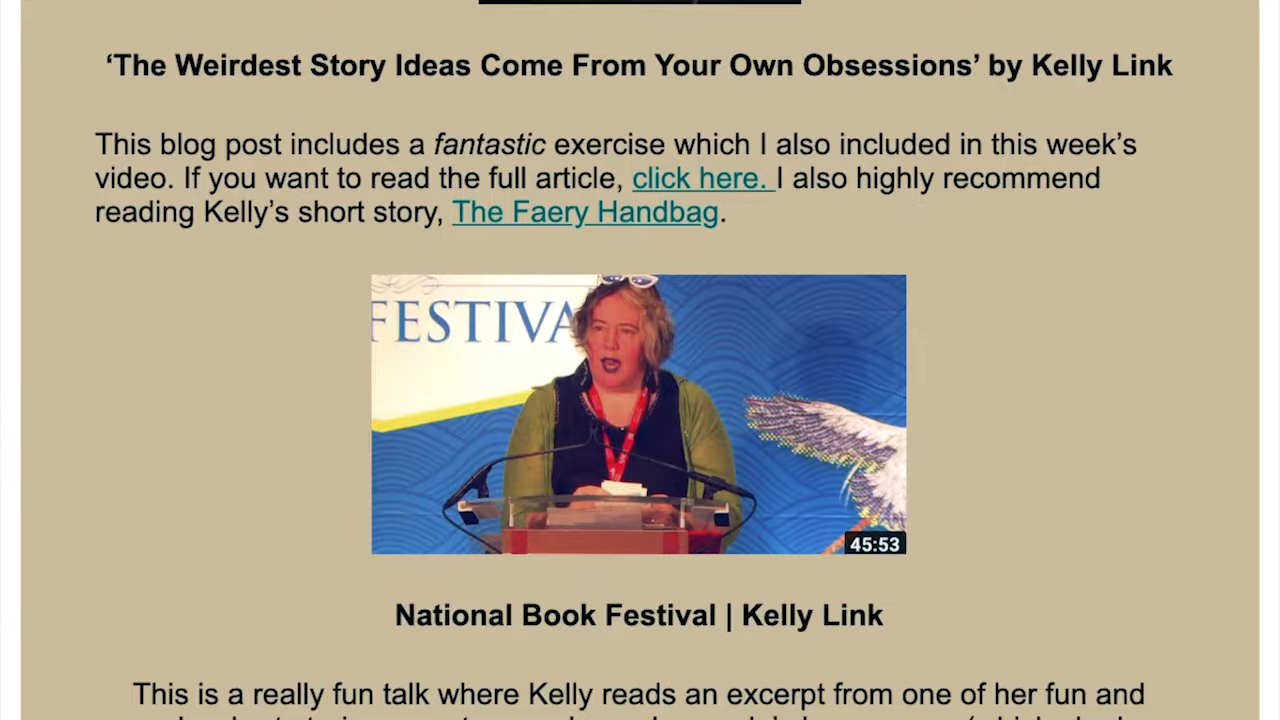 ‘The Weirdest Story Ideas Come From Your Own Obsessions’ by Kelly Link
This blog post includes a fantastic exercise which I also included in this week’s
video. If you want to read the full article, click here. I also highly recommend
reading Kelly’s short story, The Faery Handbag.
FESTIVA
45:53
National Book Festival | Kelly Link
This is a really fun talk where Kelly reads an excerpt from one of her fun and